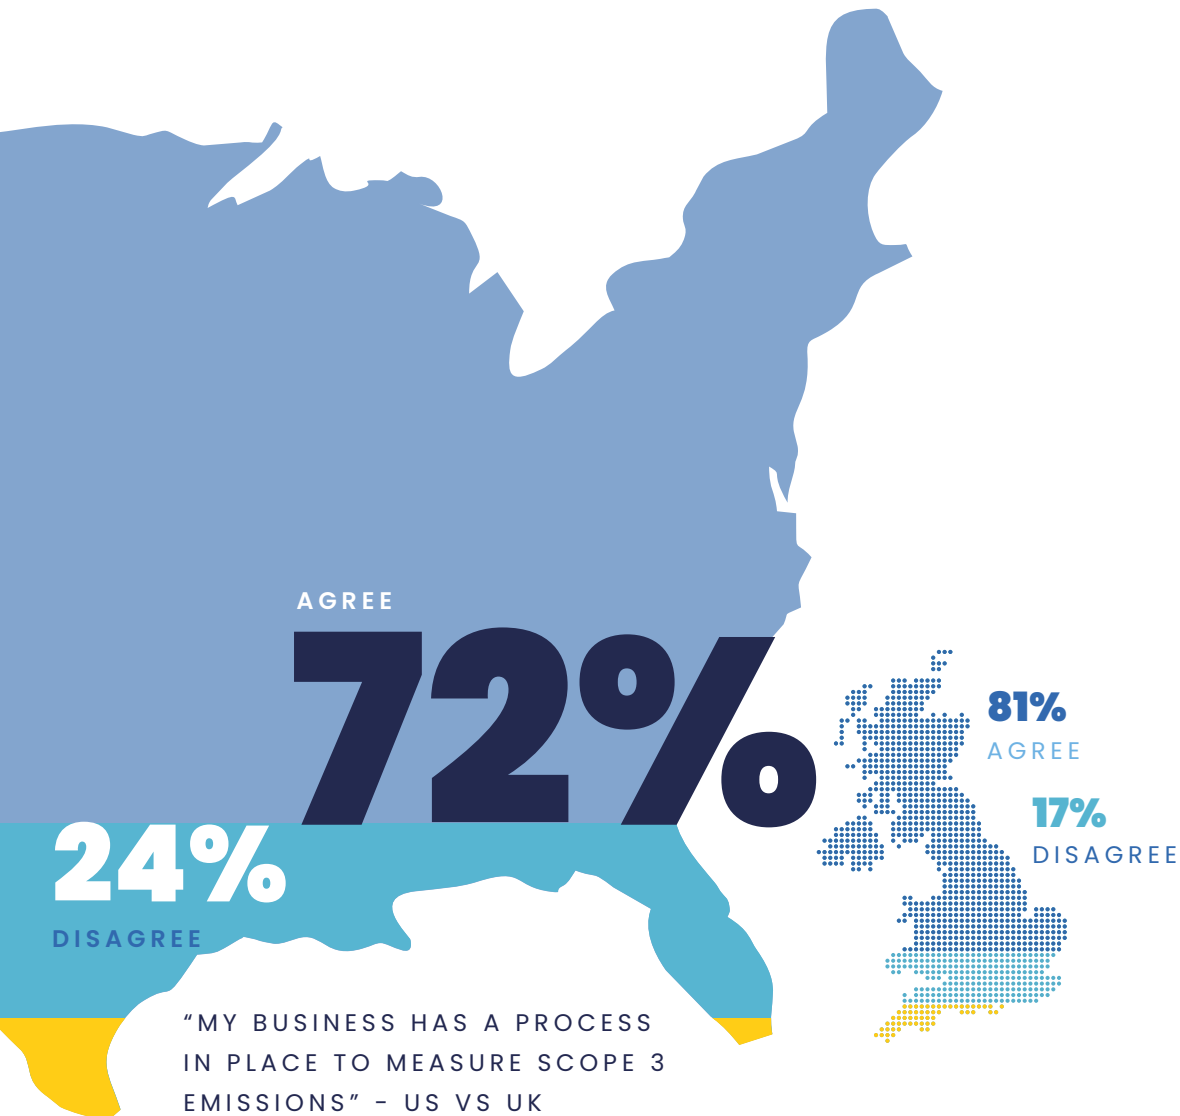 AGREE
72%
24%
DISAGREE
81%
AGREE
17%
DISAGREE
“MY BUSINESS HAS A PROCESS
IN PLACE TO MEASURE SCOPE 3
EMISSIONS” - US VS UK